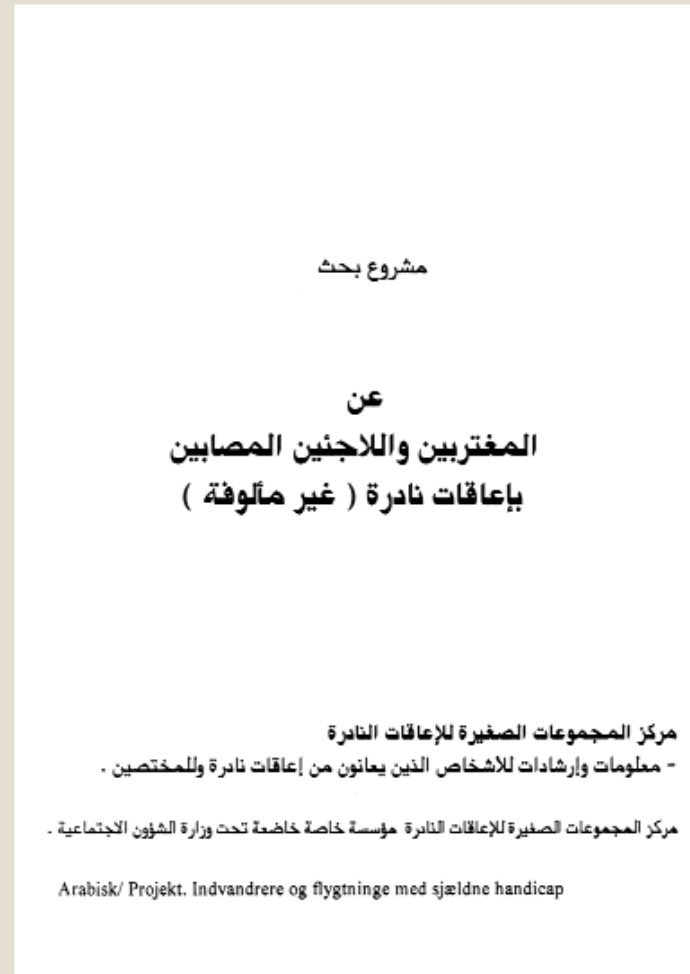 مشروع بحث
عن
المغتربين واللاجئين المصابين
بإعاقات نادرة ( غير مألوفة )
مركز المجموعات الصغيرة للإعاقات النادرة
- معلومات وإرشادات للاشخاص الذين يعانون من إعاقات نادرة وللمختصين .
مركز المجموعات الصغيرة للإعاقات النادرة مؤسسة خاصة خاضعة تحت وزارة الشؤون الاجتماعية .
Arabisk/ Projekt. Indvandrere og flygtninge med sjældne handicap